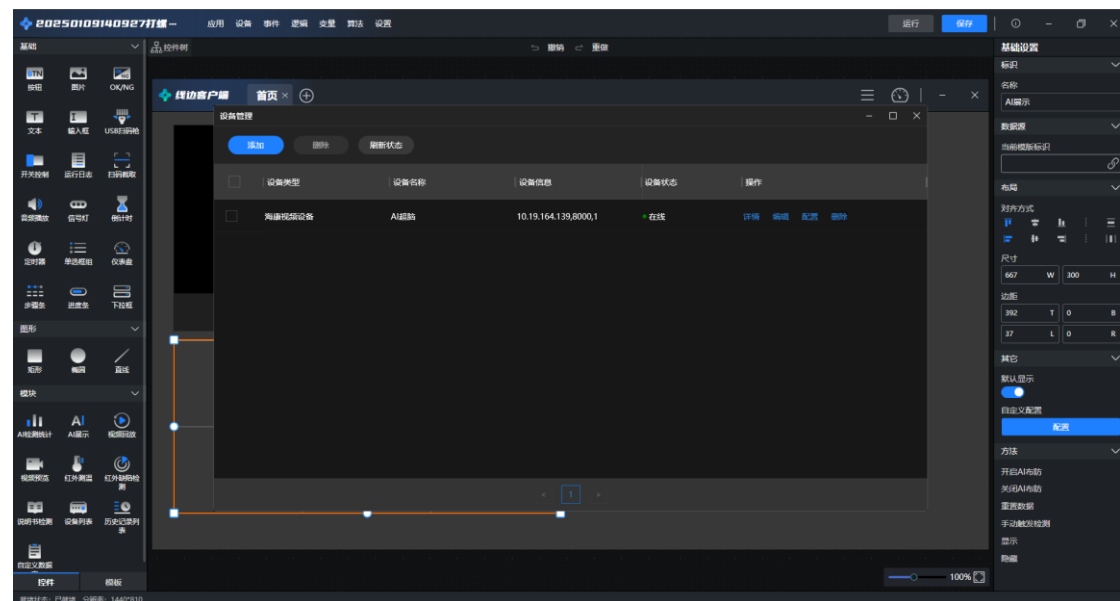 20250109140927打螺⋯ 应用 设备 事件 逻辑 变量 算法 设置 运行 保存
基础 控件树 撤销 重做 基础设置
BTN
按钮 图片 OK/NG
文本 输入框 USB扫码枪
开关控制 运行日志 扫码截取
音频播放 信号灯 倒计时
定时器 单选框组 仪表盘
步骤条 进度条 下拉框
图形
矩形 椭圆 直线
模块
AI检测统计 AI展示 视频回放
视频预览 红外测温 红外缺陷检测
说明书检测 设备列表 历史记录列表
自定义数据
控件 模板
线边客户端 首页
设备管理
添加 删除 刷新状态
设备类型 设备名称 设备信息 设备状态 操作
海康视频设备 AI超脑 10.19.164.139,8000,1 在线 详情 编辑 配置 删除
1
100%
标识
名称
AI展示
数据源
当前模版标识
布局
对齐方式
尺寸
667 W 300 H
边距
392 T 0 B
37 L 0 R
其它
默认显示
自定义配置
配置
方法
开启AI布防
关闭AI布防
重置数据
手动触发检测
显示
隐藏
已就绪 分辨率: 1440*810